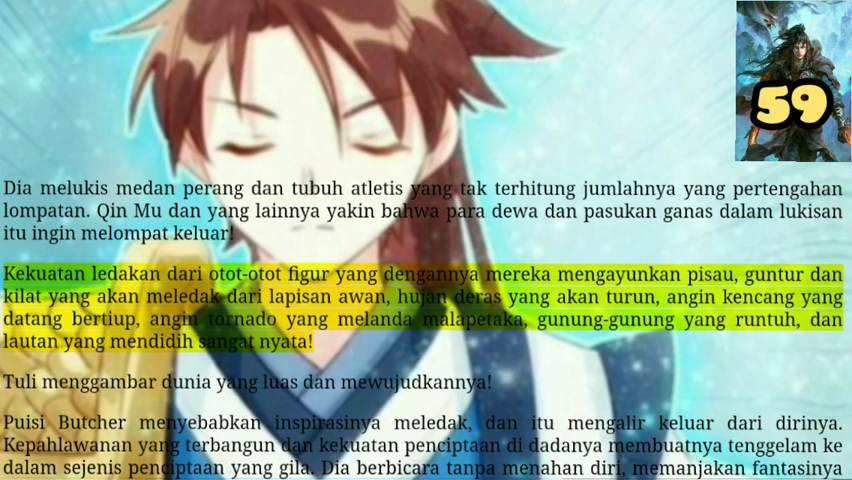 59
Dia melukis medan perang dan tubuh atletis yang tak terhitung jumlahnya yang pertengahan
lompatan. Qin Mu dan yang lainnya yakin bahwa para dewa dan pasukan ganas dalam lukisan
itu ingin melompat keluar!
Kekuatan ledakan dari otot-otot figur yang dengannya mereka mengayunkan pisau, guntur dan
kilat yang akan meledak dari lapisan awan, hujan deras yang akan turun, angin kencang yang
datang bertiup, angin tornado yang melanda malapetaka, gunung-gunung yang runtuh, dan
lautan yang mendidih sangat nyata!
Tuli menggambar dunia yang luas dan mewujudkannya!
Puisi Butcher menyebabkan inspirasinya meledak, dan itu mengalir keluar dari dirinya.
Kepahlawanan yang terbangun dan kekuatan penciptaan di dadanya membuatnya tenggelam ke
dalam sejenis penciptaan yang gila. Dia berbicara tanpa menahan diri, memanjakan fantasinya